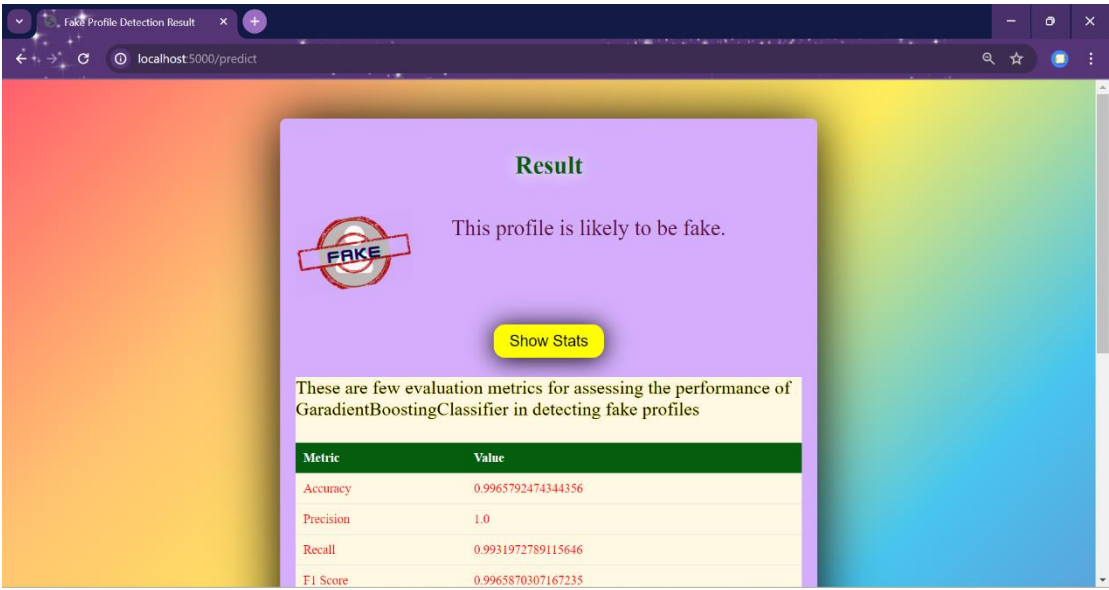 Fake Profile Detection Result
localhost:5000/predict
Result
FAKE
This profile is likely to be fake.
Show Stats
These are few evaluation metrics for assessing the performance of
GaradientBoostingClassifier in detecting fake profiles
Metric Value
Accuracy 0.9965792474344356
Precision 1.0
Recall 0.9931972789115646
F1 Score 0.9965870307167235